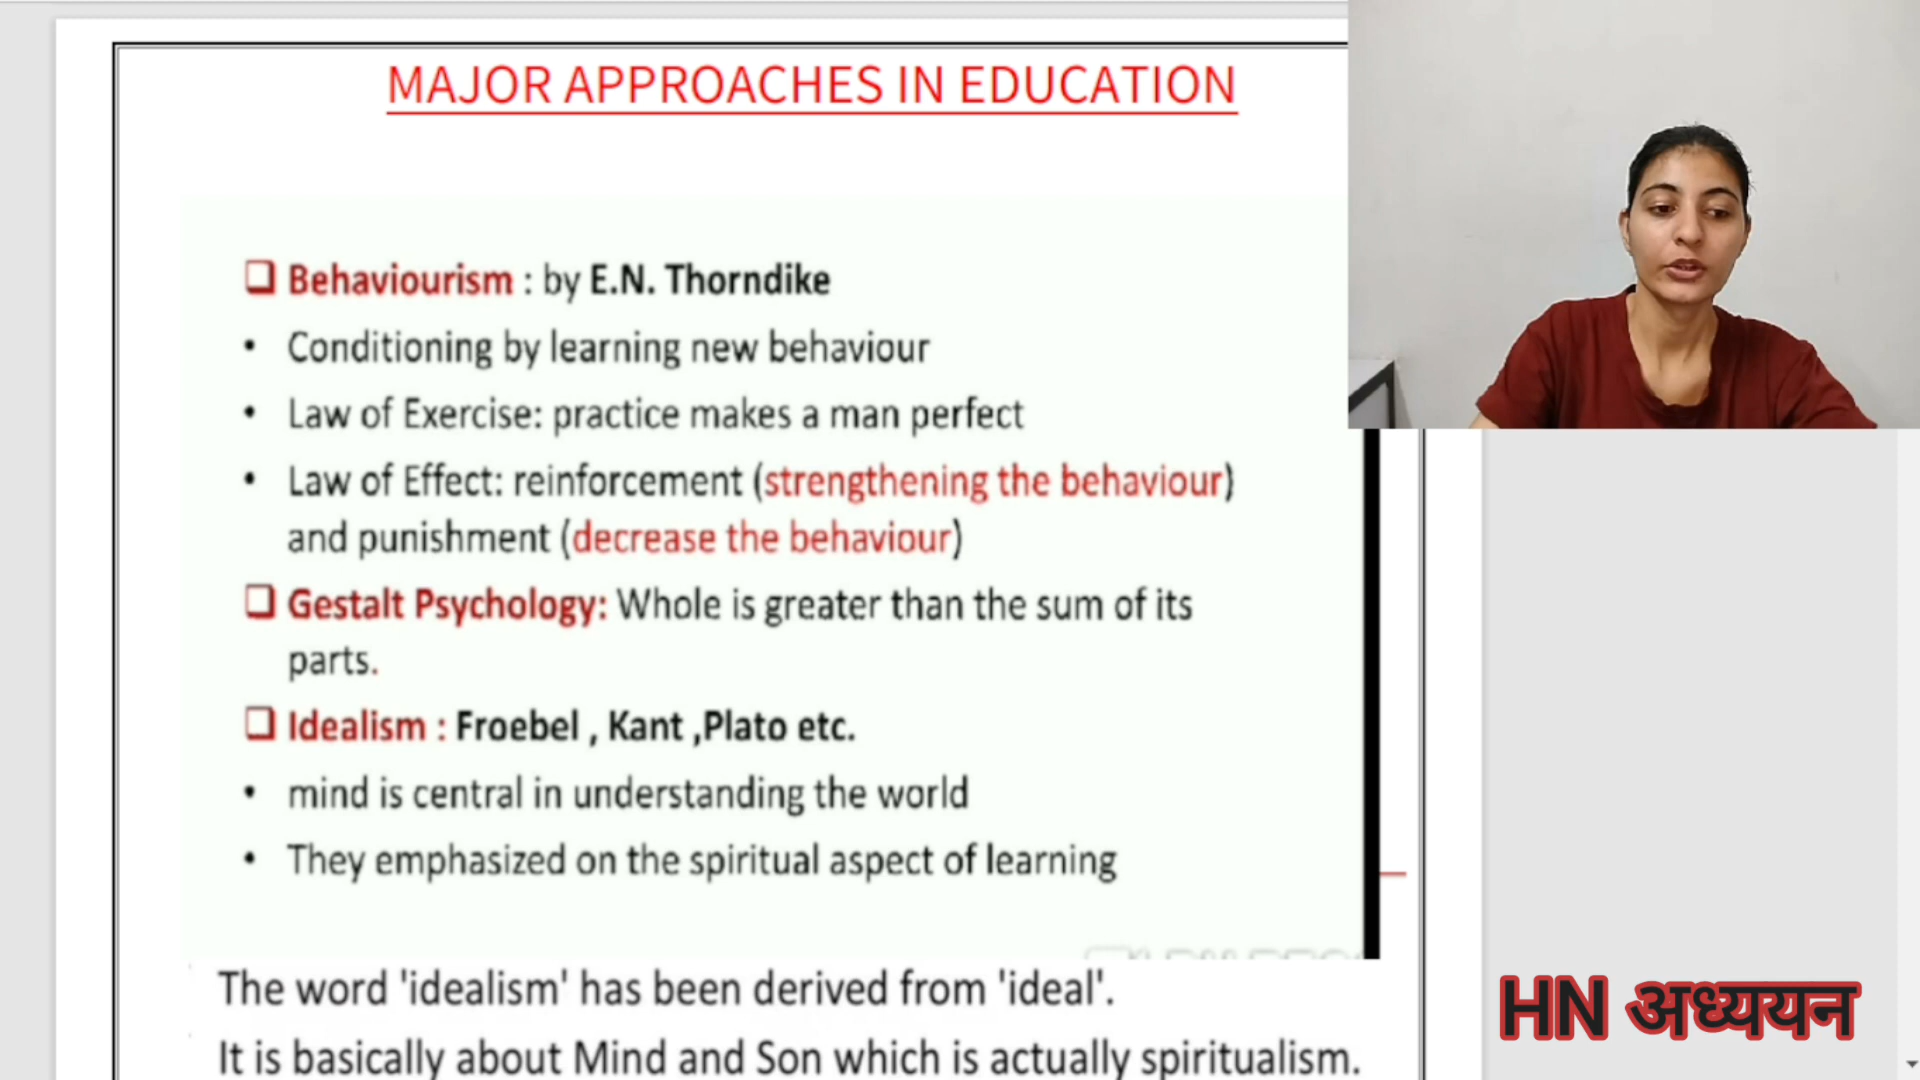 MAJOR APPROACHES IN EDUCATION
❑ Behaviourism : by E.N. Thorndike
• Conditioning by learning new behaviour
• Law of Exercise: practice makes a man perfect
• Law of Effect: reinforcement (strengthening the behaviour)
and punishment (decrease the behaviour)
❑ Gestalt Psychology: Whole is greater than the sum of its
parts.
❑ Idealism : Froebel , Kant ,Plato etc.
• mind is central in understanding the world
• They emphasized on the spiritual aspect of learning
The word 'idealism' has been derived from 'ideal'.
It is basically about Mind and Son which is actually spiritualism.
HN अध्ययन